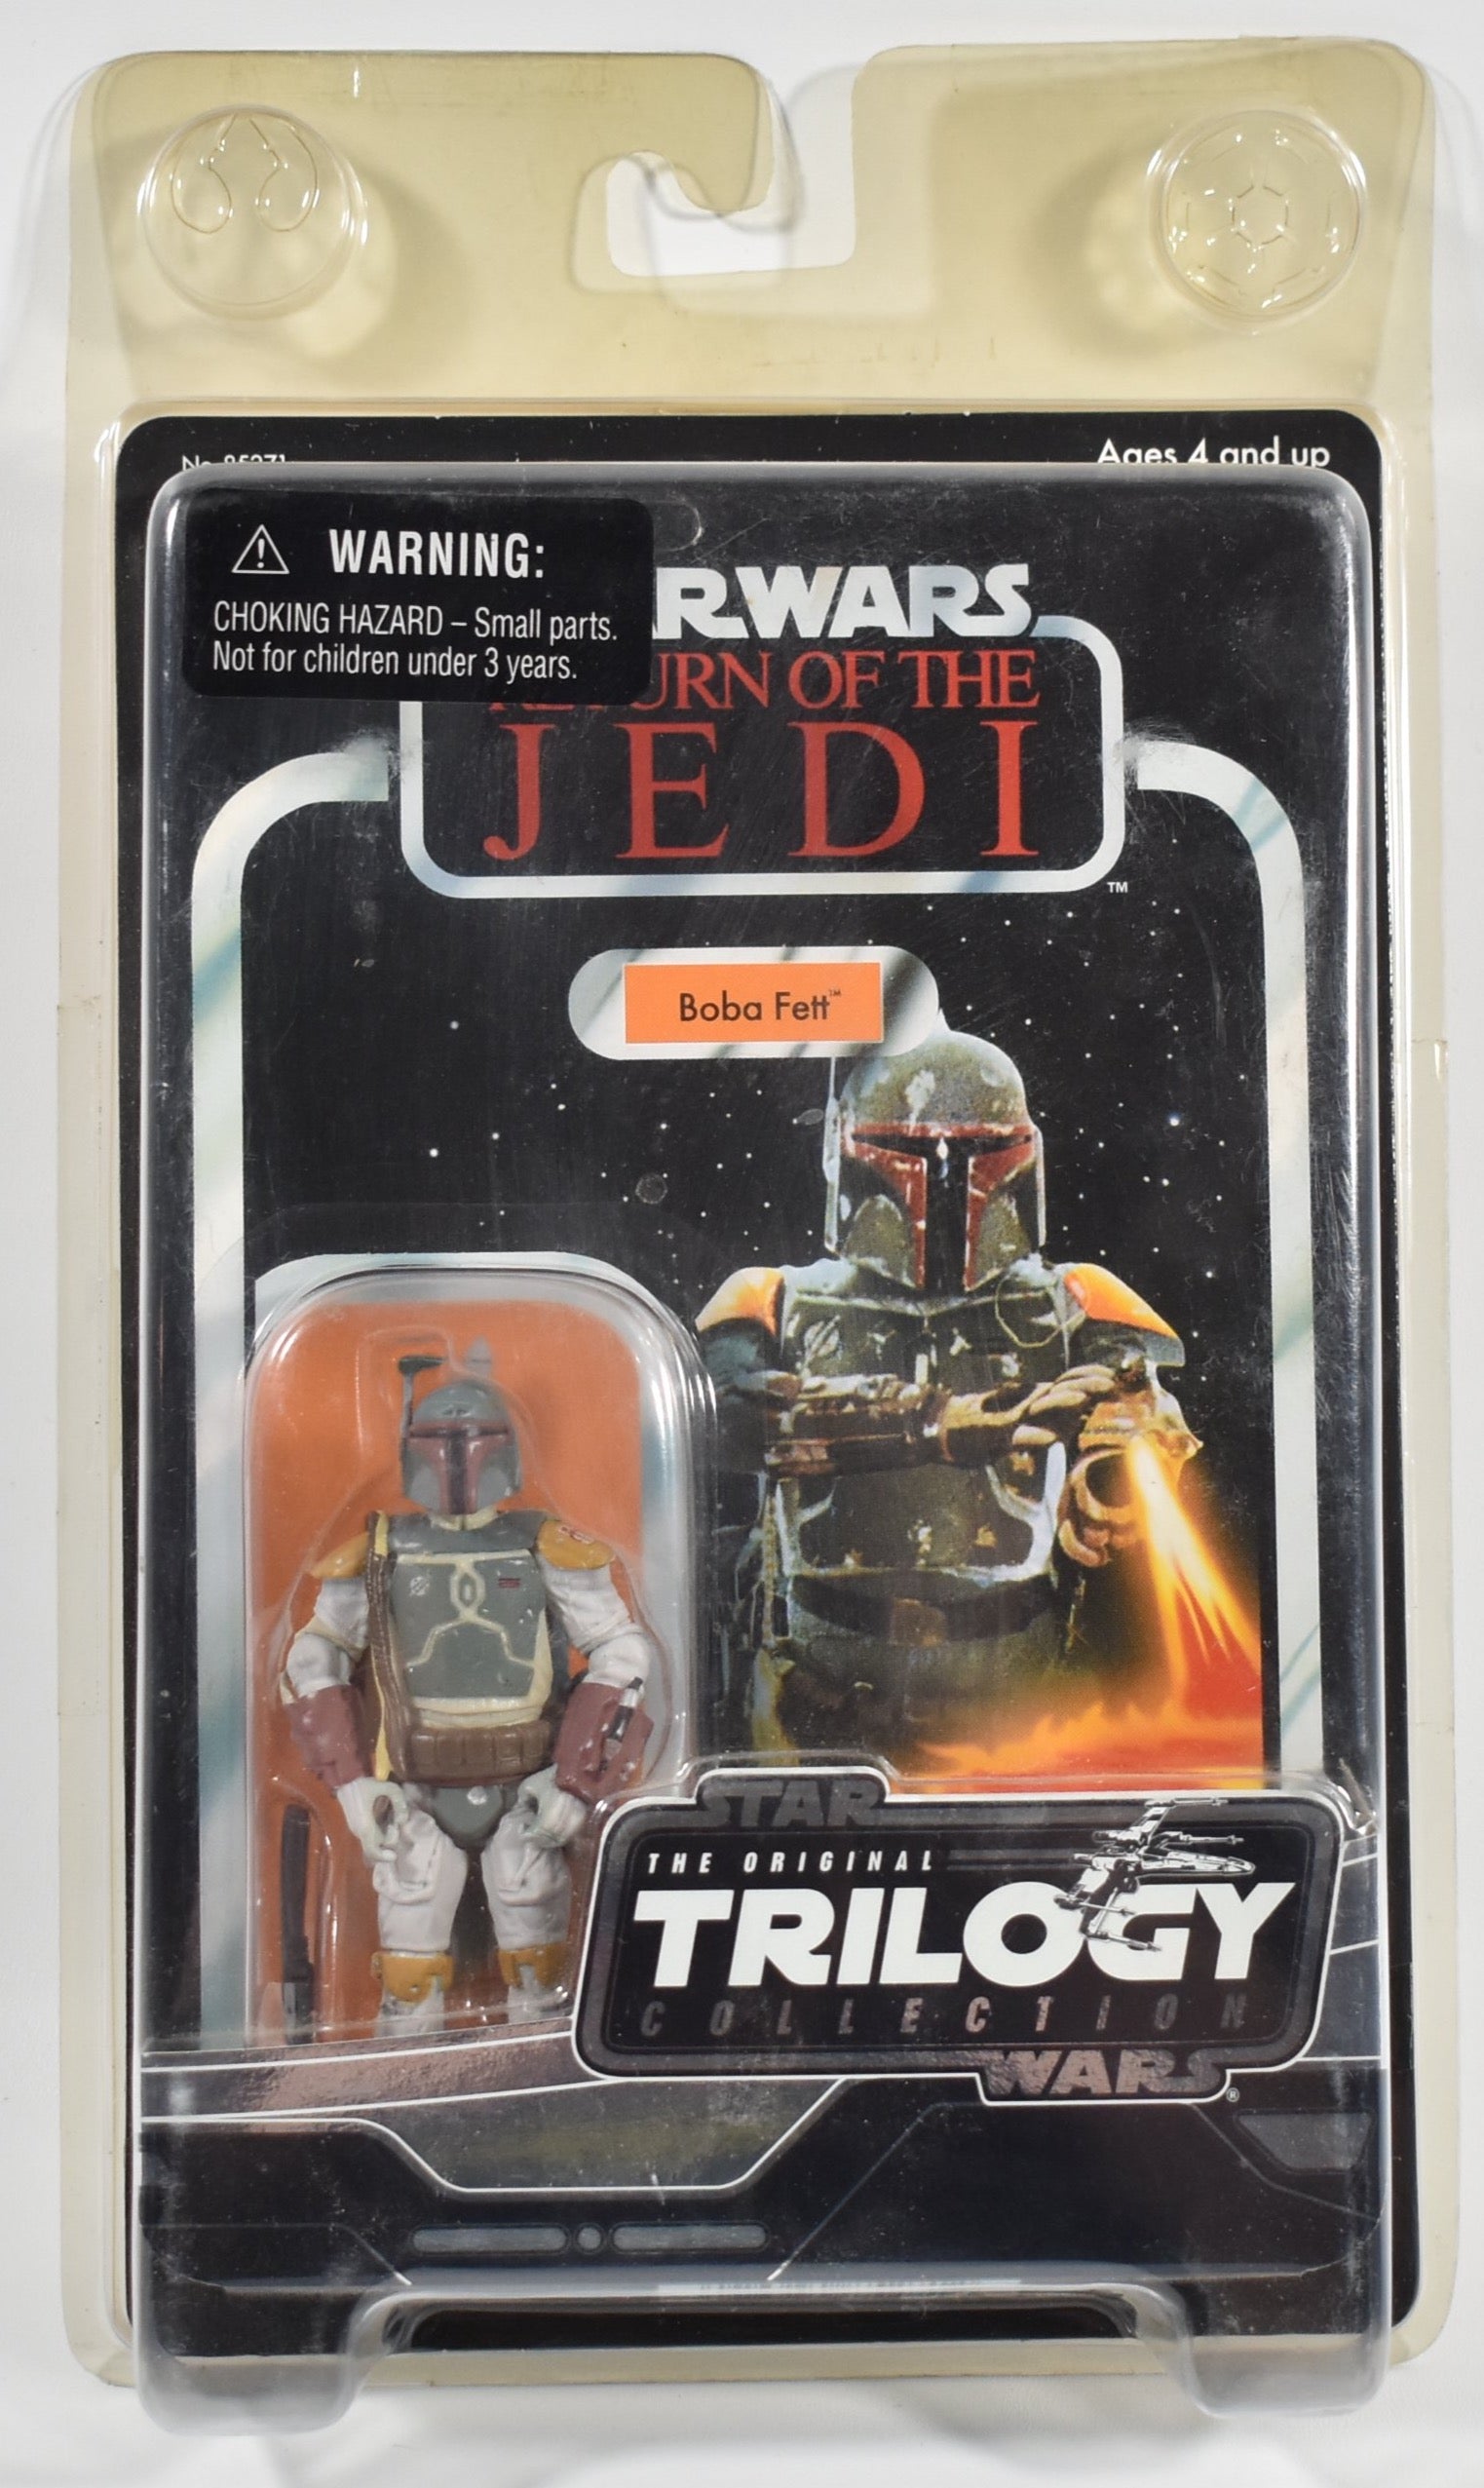 Ages 4 and up
WARNING:
CHOKING HAZARD – Small parts.
Not for children under 3 years.
RWARS
URN OF THE
JEDI
™
Boba Fett™
STAR
THE ORIGINAL
TRILOGY
COLLECTION
WARS®